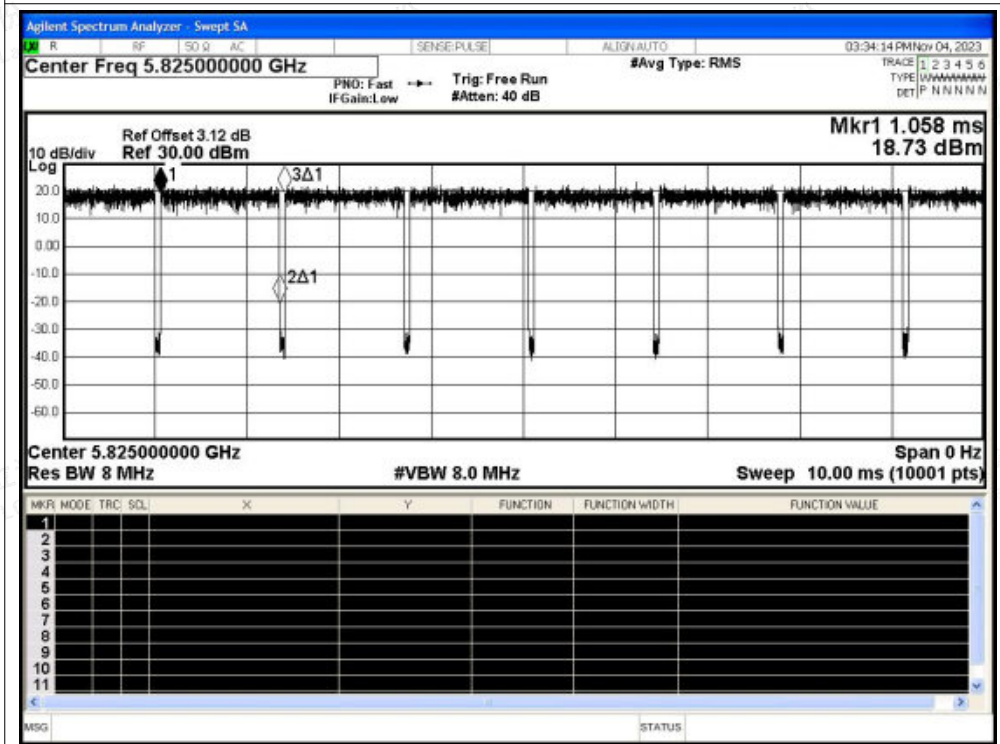 Agilent Spectrum Analyzer - Swept SA
LXI R RF 50 Ω AC SENSE:PULSE ALIGNAUTO 03:34:14 PMNov 04, 2023
Center Freq 5.825000000 GHz #Avg Type: RMS TRACE 1 2 3 4 5 6
PNO: Fast Trig: Free Run TYPE WWWWWW
IFGain:Low #Atten: 40 dB DET P N N N N N
Mkr1 1.058 ms
Ref Offset 3.12 dB
10 dB/div Ref 30.00 dBm 18.73 dBm
Log
1 3Δ1
20.0
10.0
0.00
-10.0
2Δ1
-20.0
-30.0
-40.0
-50.0
-60.0
Center 5.825000000 GHz Span 0 Hz
Res BW 8 MHz #VBW 8.0 MHz Sweep 10.00 ms (10001 pts)
MKR MODE TRC SCL X Y FUNCTION FUNCTION WIDTH FUNCTION VALUE
1
2
3
4
5
6
7
8
9
10
11
MSG STATUS